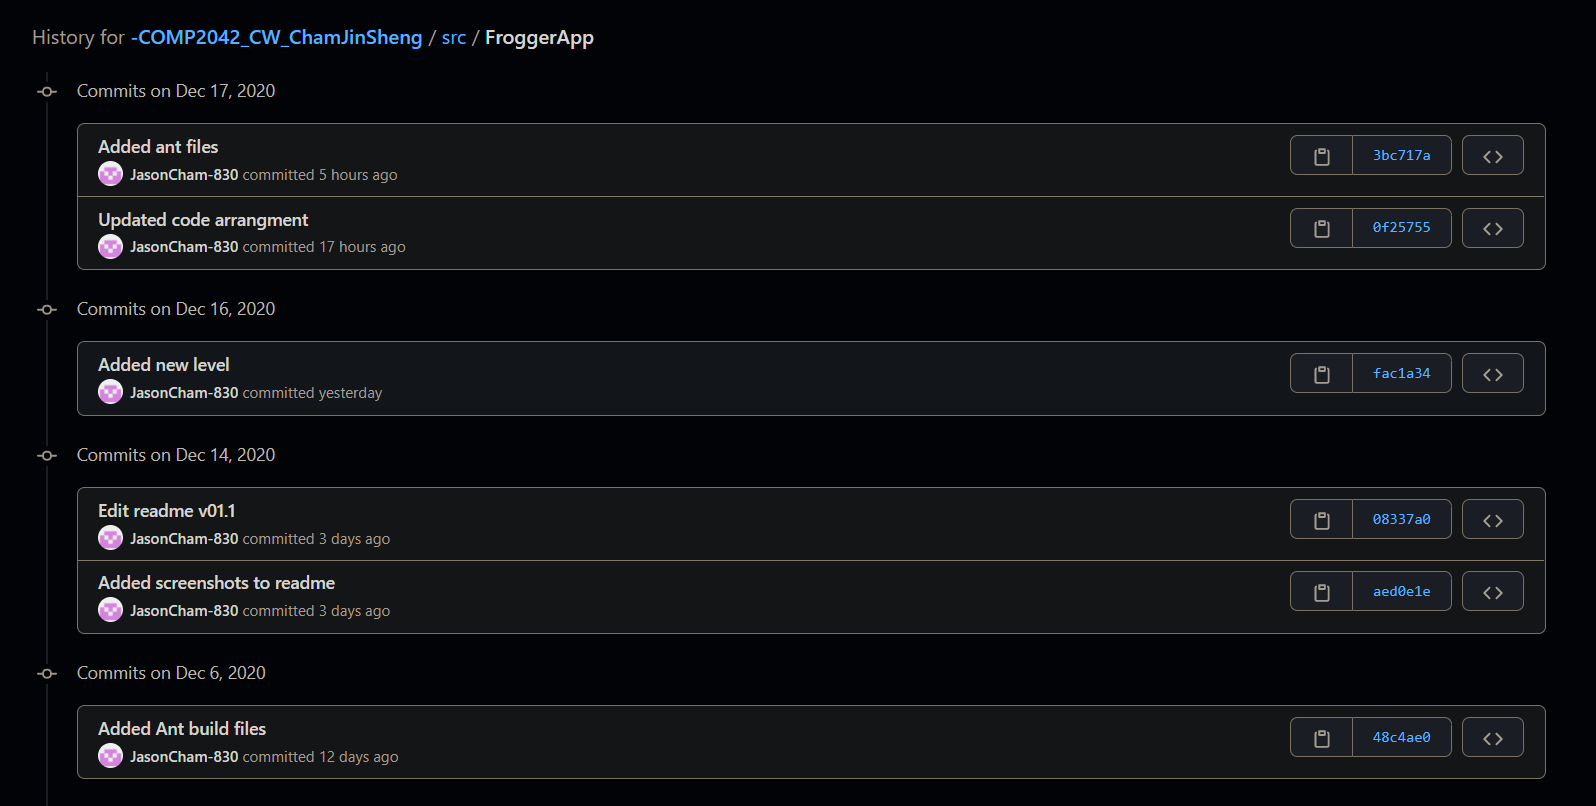 History for -COMP2042_CW_ChamJinSheng / src / FroggerApp
Commits on Dec 17, 2020
Added ant files
3bc717a
JasonCham-830 committed 5 hours ago
Updated code arrangment
0f25755
JasonCham-830 committed 17 hours ago
Commits on Dec 16, 2020
Added new level
fac1a34
JasonCham-830 committed yesterday
Commits on Dec 14, 2020
Edit readme v01.1
08337a0
JasonCham-830 committed 3 days ago
Added screenshots to readme
aed0e1e
JasonCham-830 committed 3 days ago
Commits on Dec 6, 2020
Added Ant build files
48c4ae0
JasonCham-830 committed 12 days ago